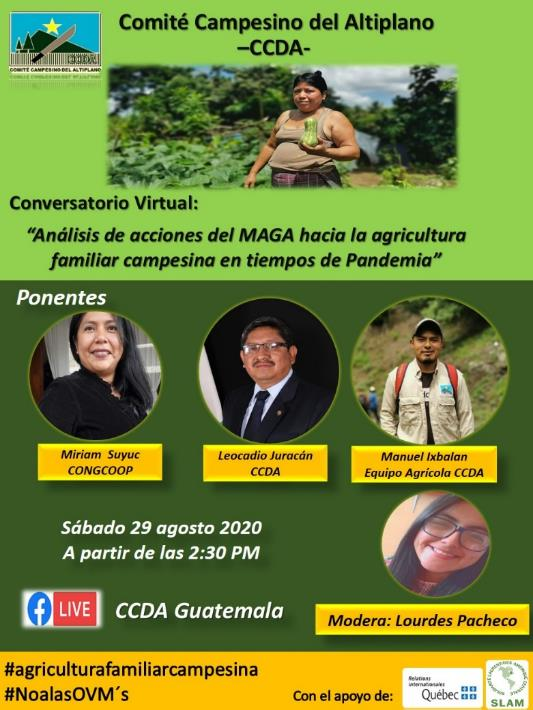 Comité Campesino del Altiplano
–CCDA-
CCDA
COMITÉ CAMPESINO DEL ALTIPLANO
Conversatorio Virtual:
“Análisis de acciones del MAGA hacia la agricultura
familiar campesina en tiempos de Pandemia”
Ponentes
Miriam Suyuc
CONGCOOP
Leocadio Juracán
CCDA
Manuel Ixbalan
Equipo Agrícola CCDA
Sábado 29 agosto 2020
A partir de las 2:30 PM
LIVE
CCDA Guatemala
Modera: Lourdes Pacheco
#agriculturafamiliarcampesina
#NoalasOVM´s
Con el apoyo de:
Relations
internationales
Québec
SLAM